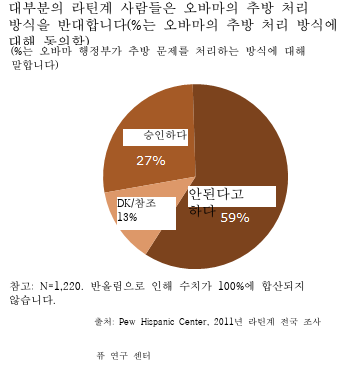 대부분의 라틴계 사람들은 오바마의 추방 처리
방식을 반대합니다(%는 오바마의 추방 처리 방식에
대해 동의함)
(%는 오바마 행정부가 추방 문제를 처리하는 방식에 대해
말합니다)
승인하다
27%
안된다고
하다
59%
DK/참조
13%
참고: N=1,220. 반올림으로 인해 수치가 100%에 합산되지
않습니다.
출처: Pew Hispanic Center, 2011년 라틴계 전국 조사
퓨 연구 센터